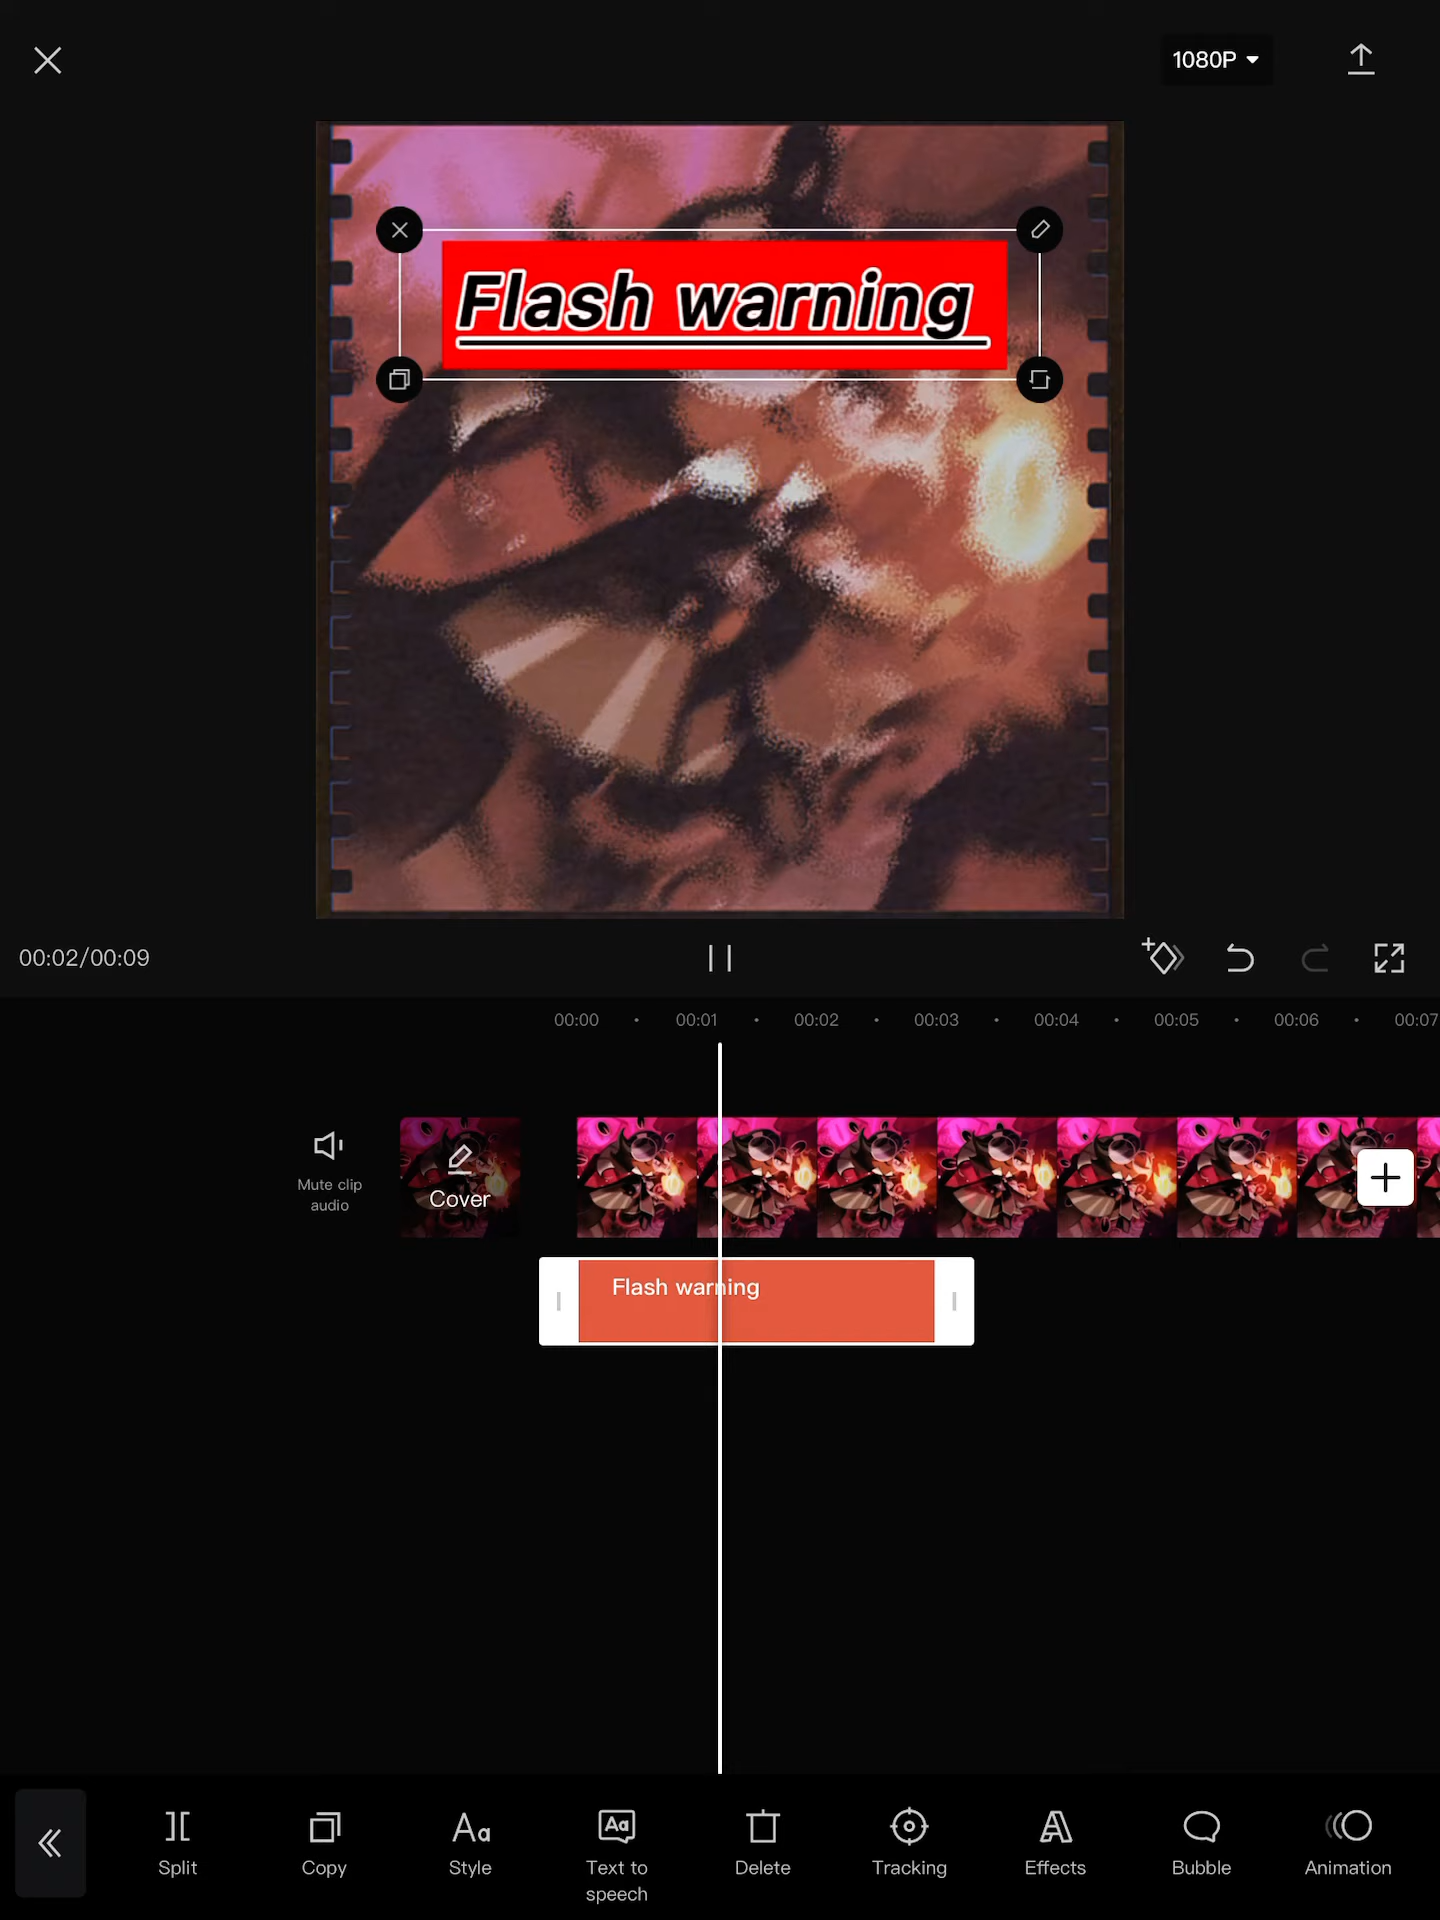 1080P
Flash warning
00:02/00:09
00:00 00:01 00:02 00:03 00:04 00:05 00:06 00:07
Mute clip
audio
Cover
Flash warning
Split Copy Style Text to
speech Delete Tracking Effects Bubble Animation